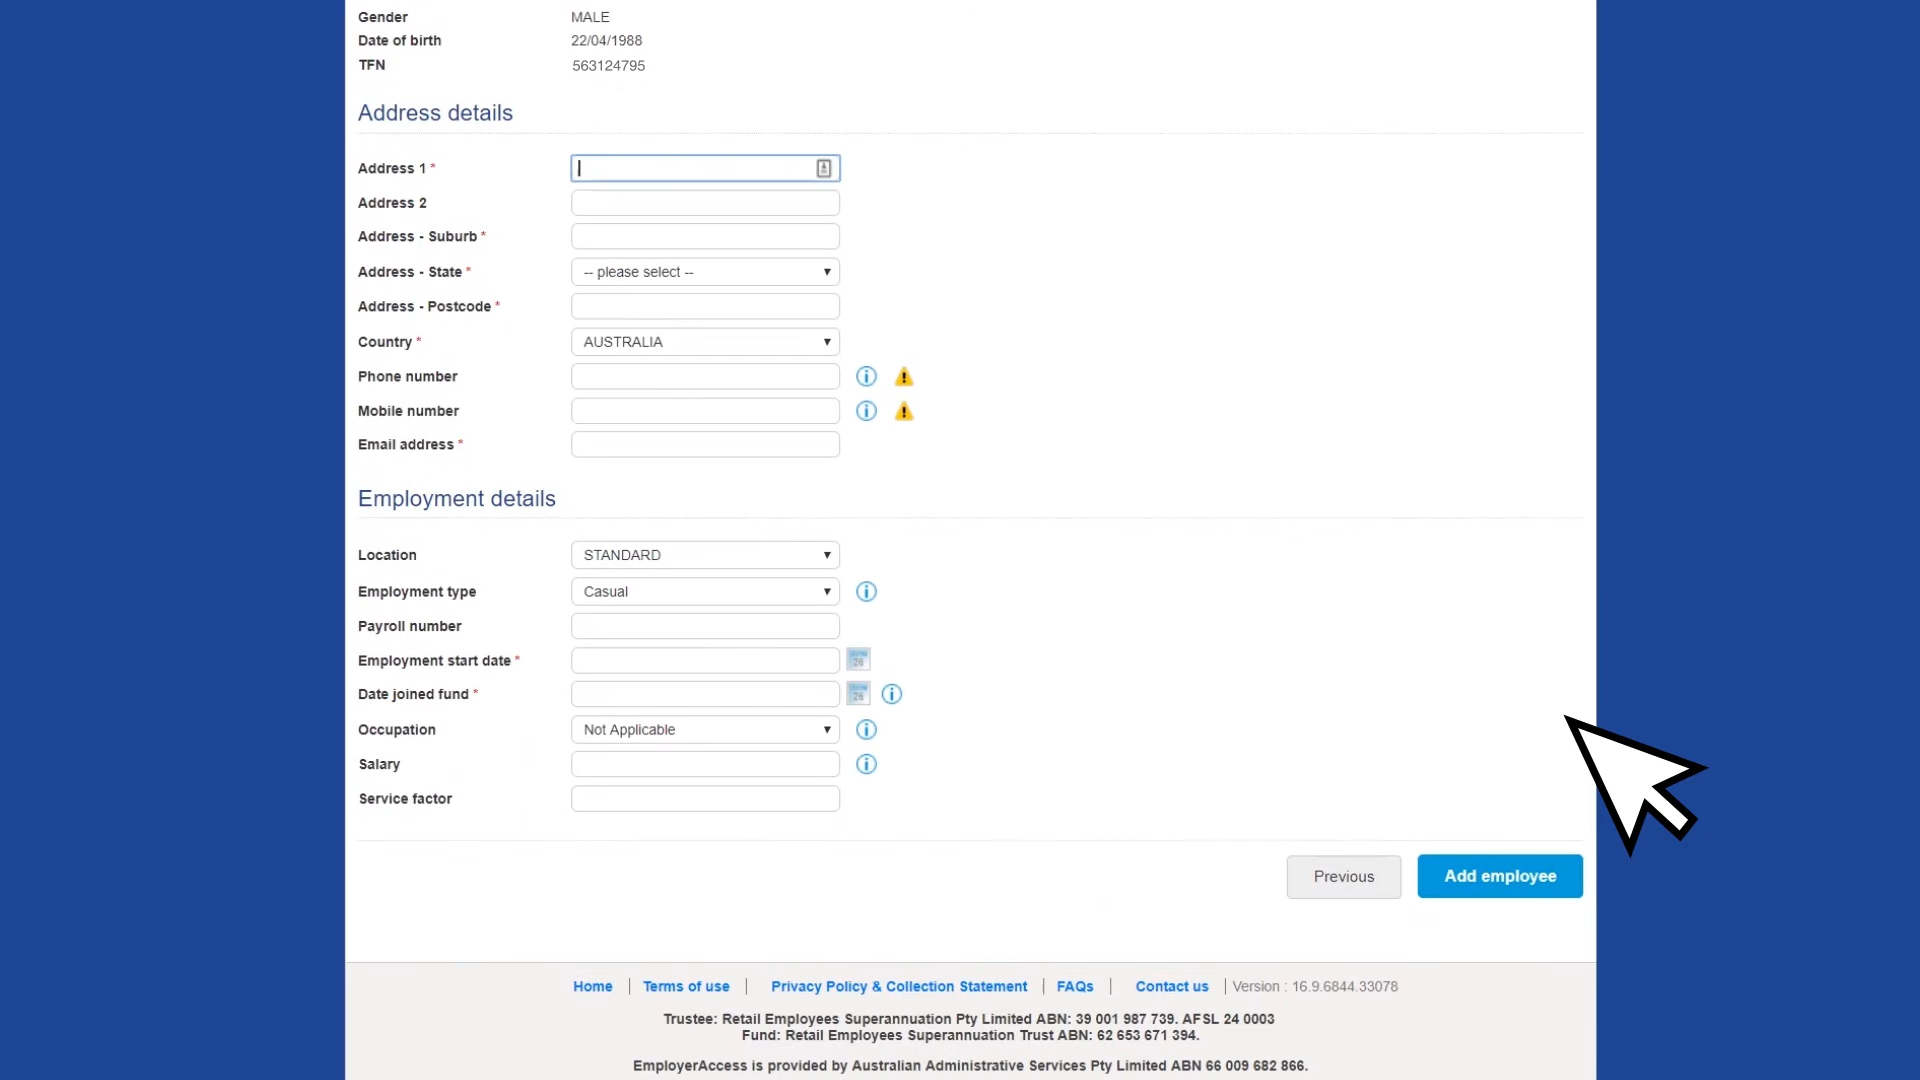 Gender MALE
Date of birth 22/04/1988
TFN 563124795
Address details
Address 1 *
Address 2
Address - Suburb *
Address - State * -- please select --
Address - Postcode *
Country * AUSTRALIA
Phone number
Mobile number
Email address *
Employment details
Location STANDARD
Employment type Casual
Payroll number
Employment start date * 26
Date joined fund * 26
Occupation Not Applicable
Salary
Service factor
Previous Add employee
Home | Terms of use | Privacy Policy & Collection Statement | FAQs | Contact us | Version : 16.9.6844.33078
Trustee: Retail Employees Superannuation Pty Limited ABN: 39 001 987 739. AFSL 24 0003
Fund: Retail Employees Superannuation Trust ABN: 62 653 671 394.
EmployerAccess is provided by Australian Administrative Services Pty Limited ABN 66 009 682 866.